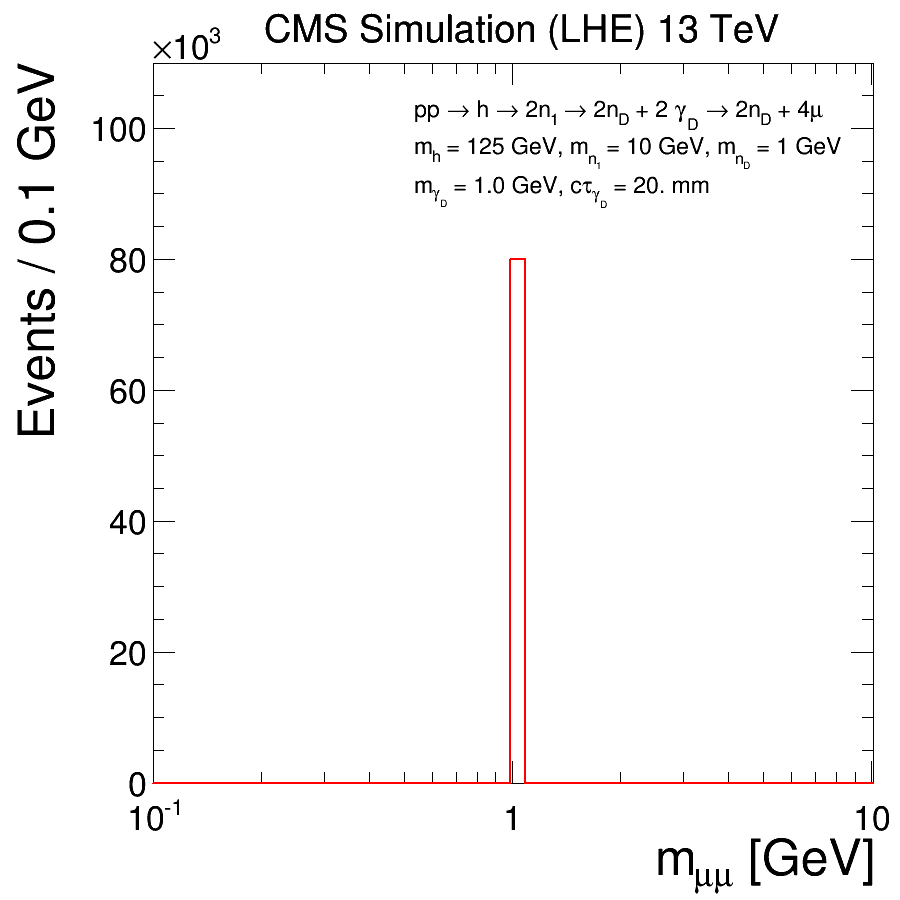 CMS Simulation (LHE) 13 TeV
×10³
pp → h → 2n₁ → 2n_D + 2 γ_D → 2n_D + 4μ
m_h = 125 GeV, m_n₁ = 10 GeV, m_n_D = 1 GeV
m_γ_D = 1.0 GeV, cτ_γ_D = 20. mm
Events / 0.1 GeV
100
80
60
40
20
0
10⁻¹ 1 10
m_μμ [GeV]